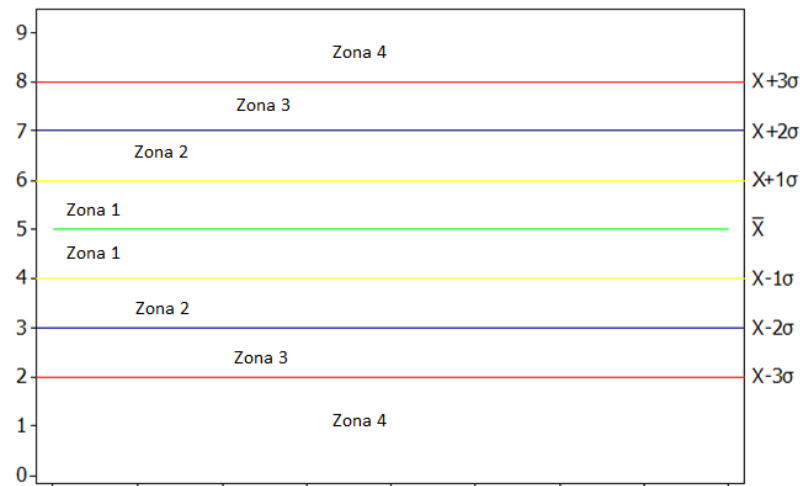 9
Zona 4
8
X+3σ
Zona 3
7
X+2σ
Zona 2
6
X+1σ
Zona 1
5
X̅
Zona 1
4
X-1σ
Zona 2
3
X-2σ
Zona 3
2
X-3σ
1
Zona 4
0